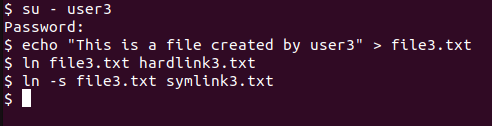 $ su - user3
Password:
$ echo "This is a file created by user3" > file3.txt
$ ln file3.txt hardlink3.txt
$ ln -s file3.txt symlink3.txt
$